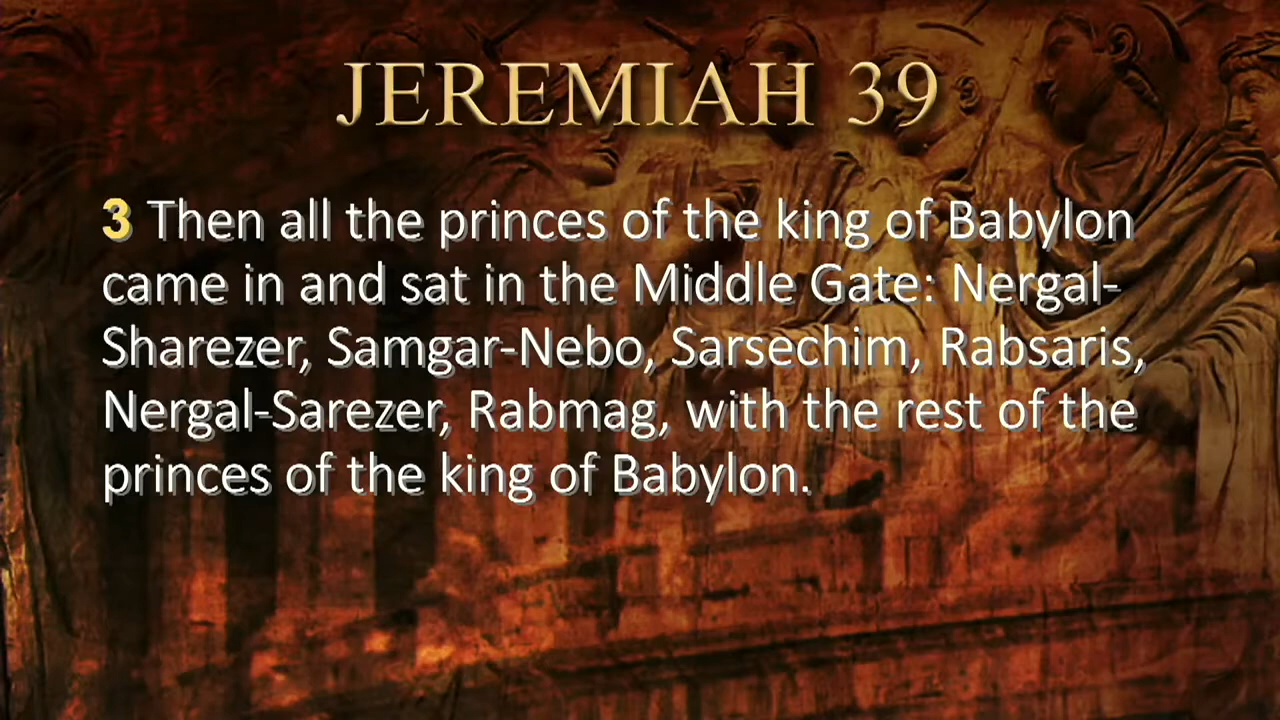 JEREMIAH 39
3 Then all the princes of the king of Babylon
came in and sat in the Middle Gate: Nergal-
Sharezer, Samgar-Nebo, Sarsechim, Rabsaris,
Nergal-Sarezer, Rabmag, with the rest of the
princes of the king of Babylon.